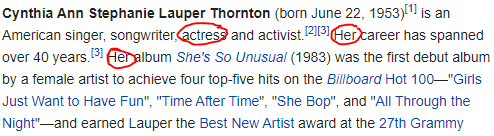 Cynthia Ann Stephanie Lauper Thornton (born June 22, 1953)[1] is an
American singer, songwriter, actress and activist.[2][3] Her career has spanned
over 40 years.[3] Her album She's So Unusual (1983) was the first debut album
by a female artist to achieve four top-five hits on the Billboard Hot 100—"Girls
Just Want to Have Fun", "Time After Time", "She Bop", and "All Through the
Night"—and earned Lauper the Best New Artist award at the 27th Grammy